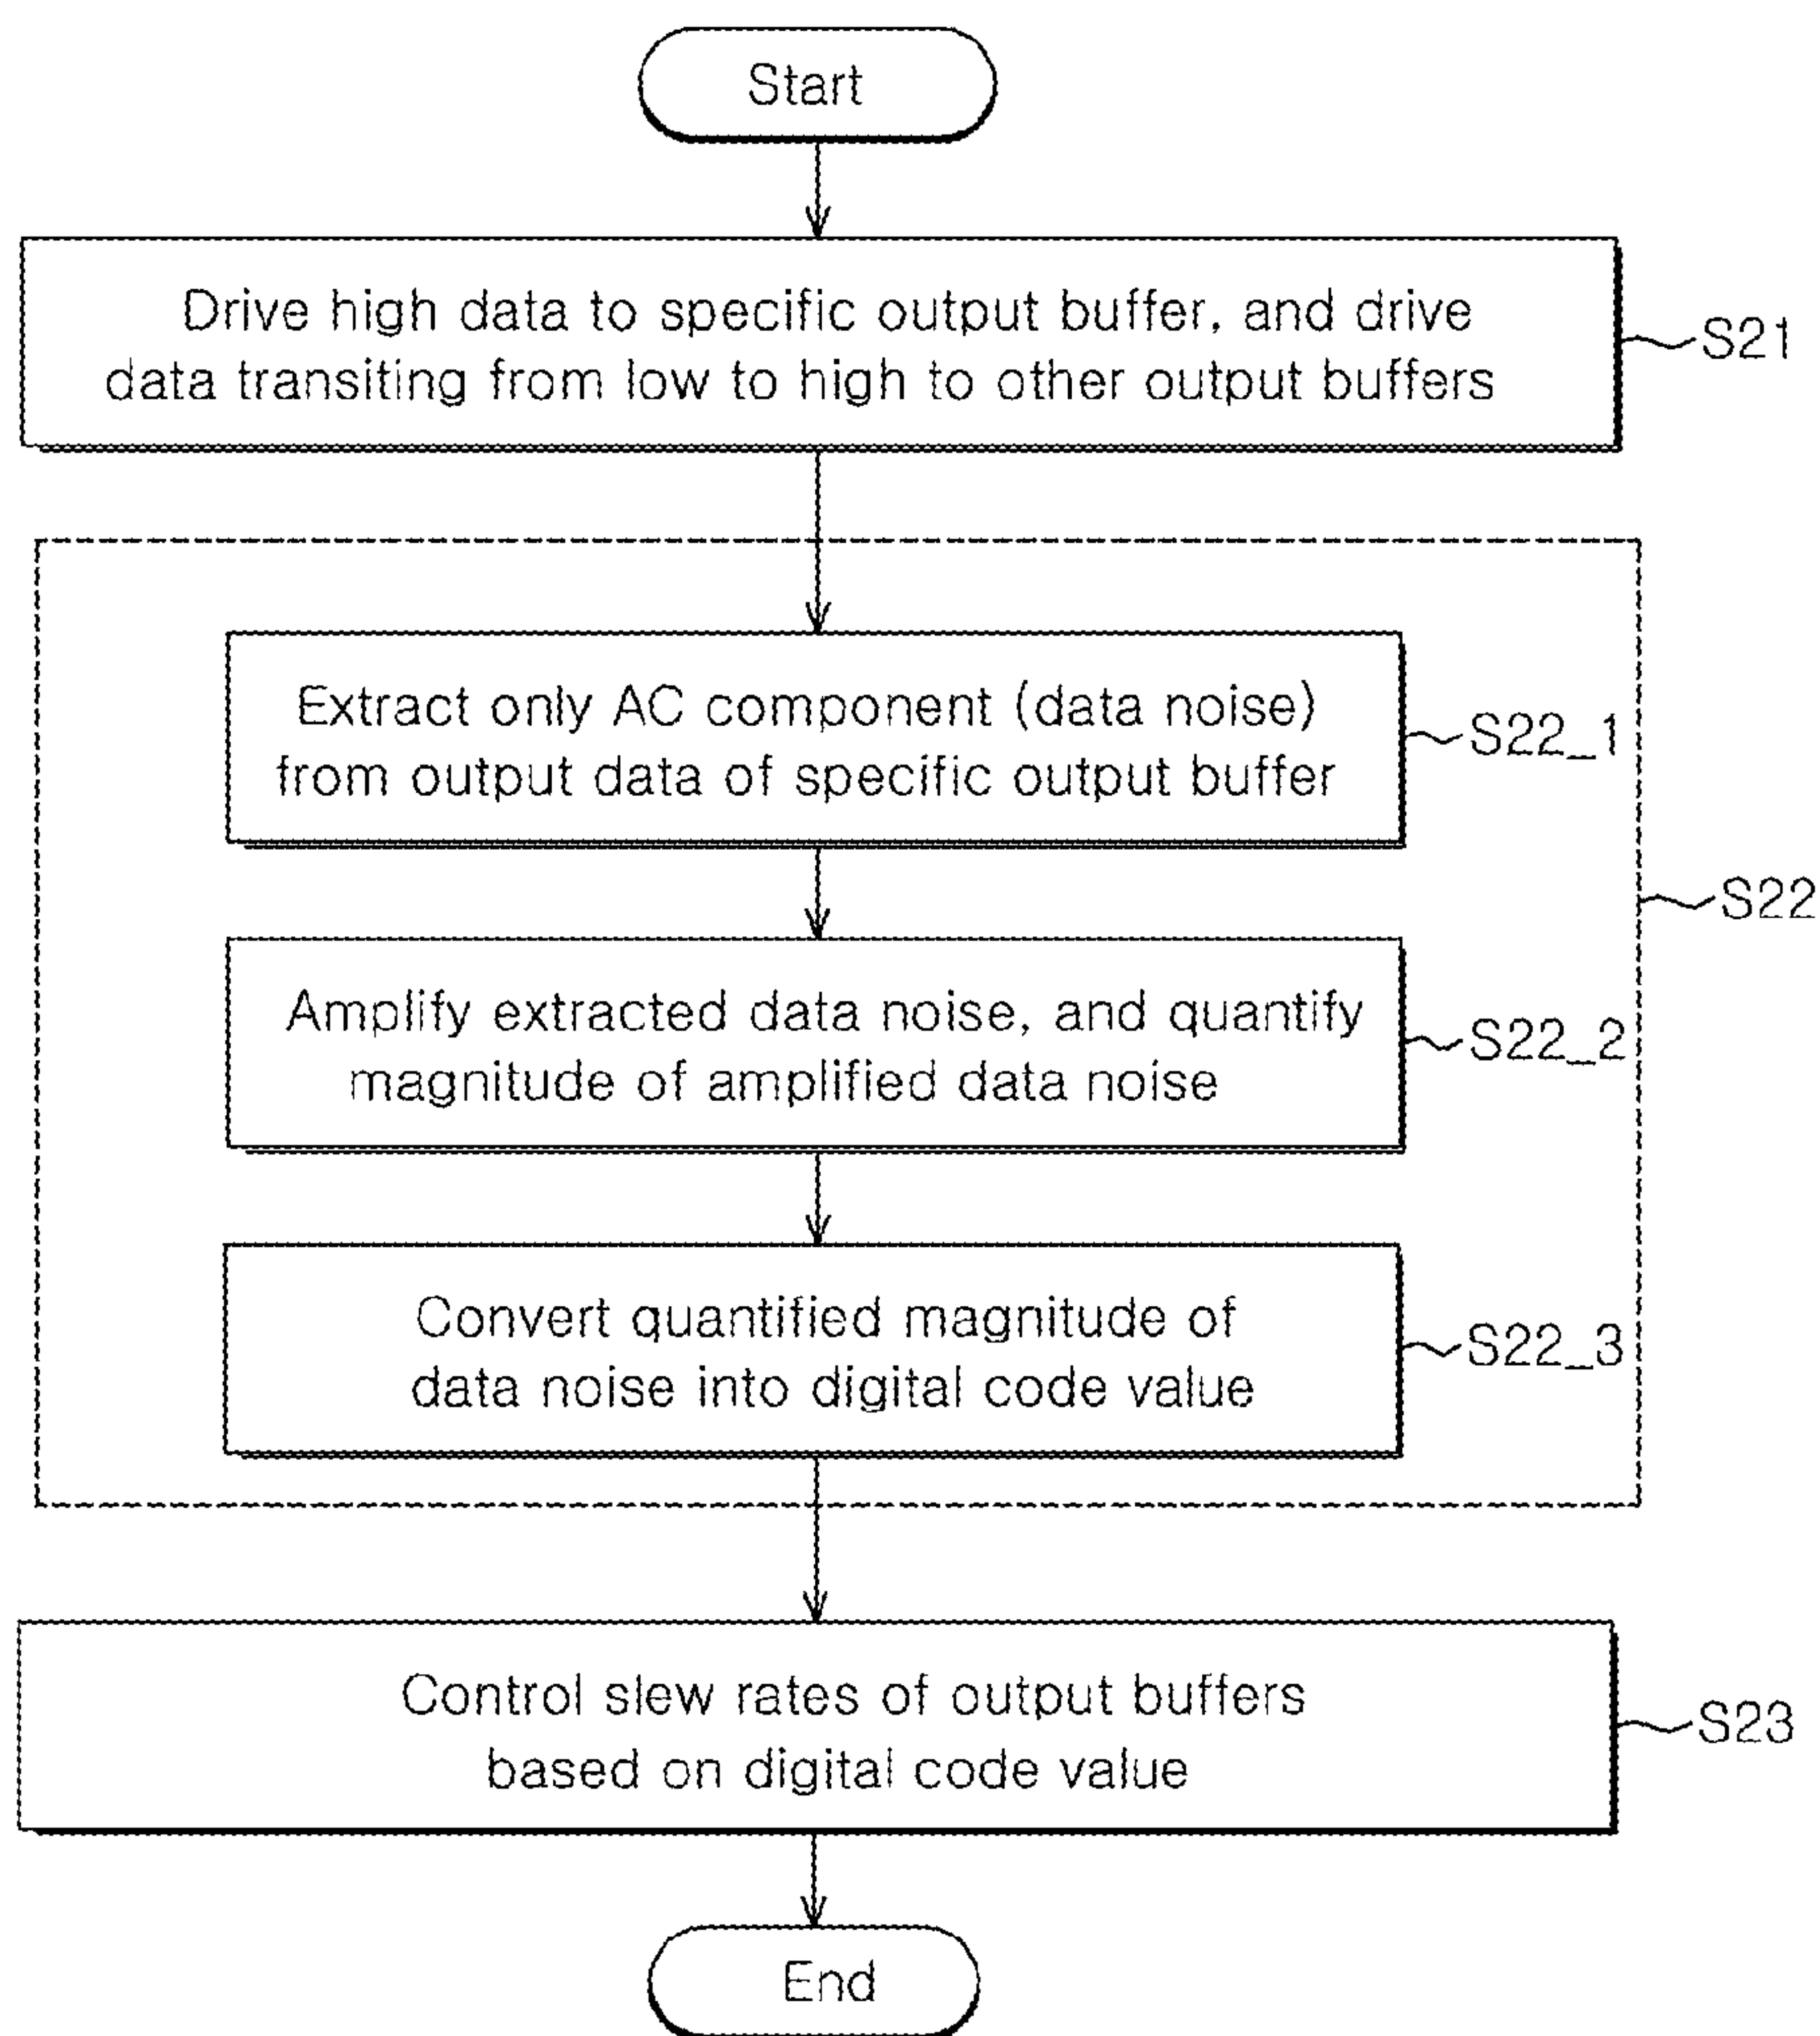 Start
Drive high data to specific output buffer, and drive
data transiting from low to high to other output buffers
S21
Extract only AC component (data noise)
from output data of specific output buffer
S22_1
S22
Amplify extracted data noise, and quantify
magnitude of amplified data noise
S22_2
Convert quantified magnitude of
data noise into digital code value
S22_3
Control slew rates of output buffers
based on digital code value
S23
End